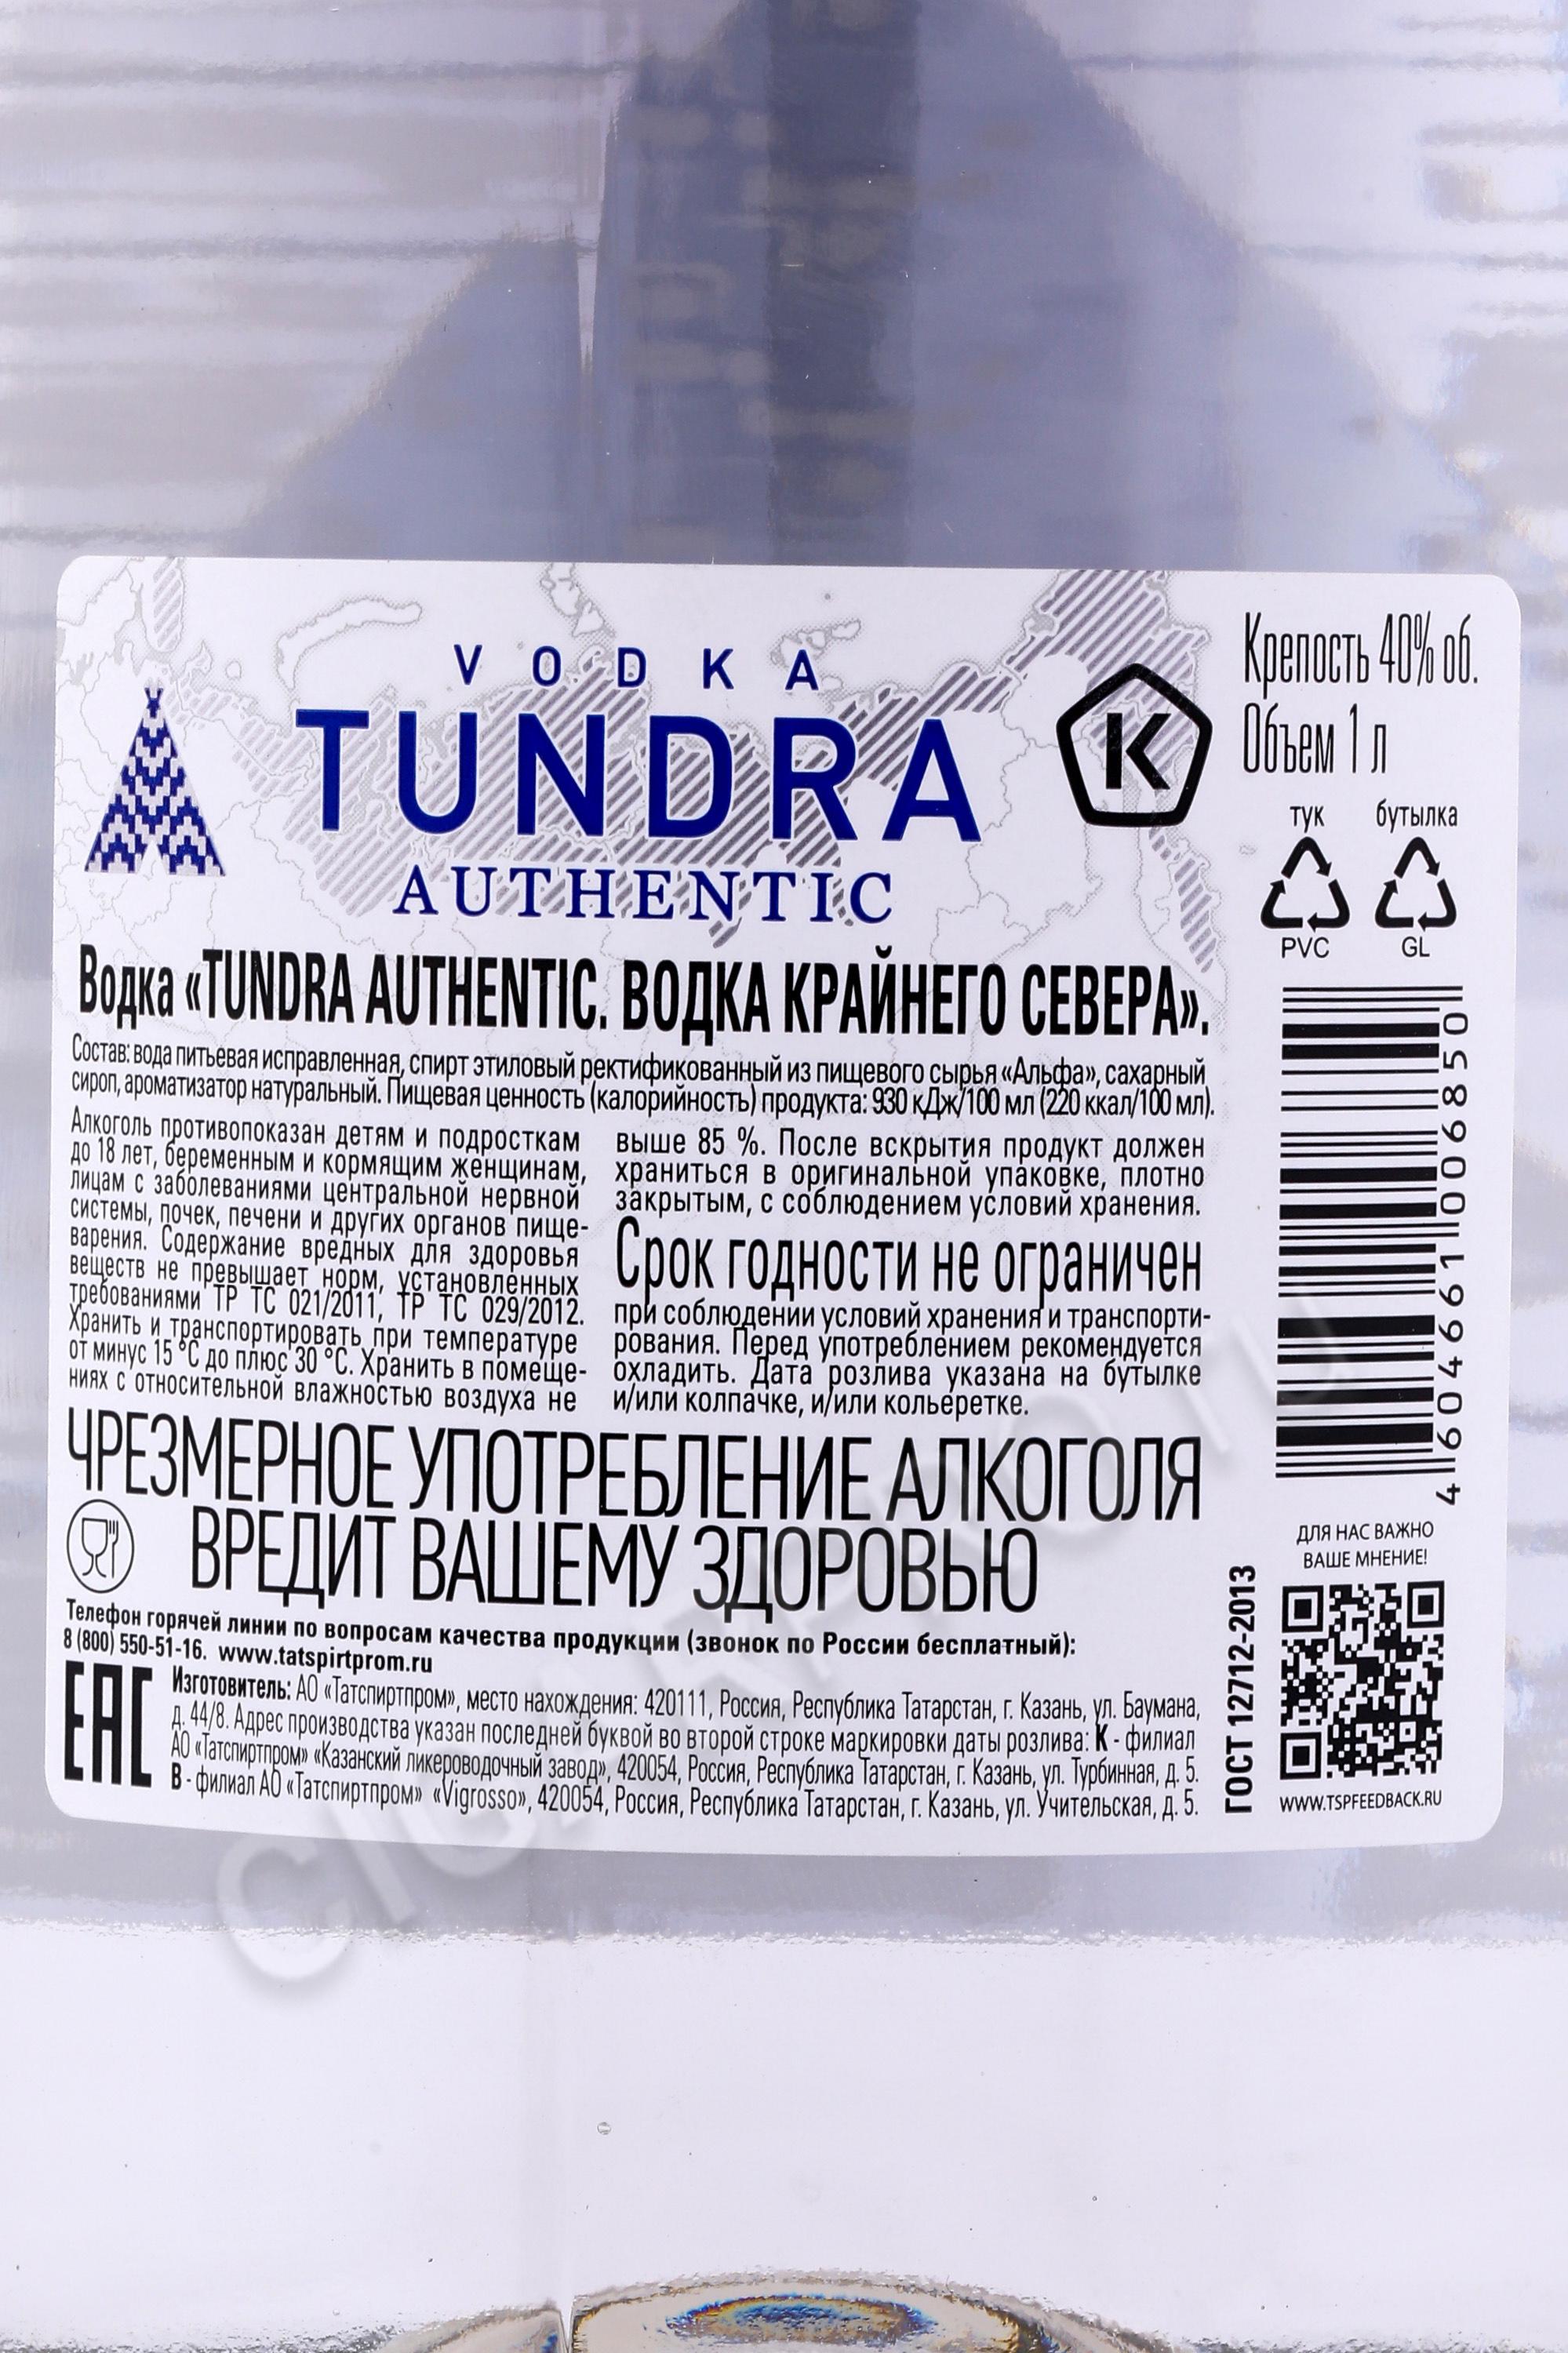 VODKA
TUNDRA
AUTHENTIC
K
Водка «TUNDRA AUTHENTIC. ВОДКА КРАЙНЕГО СЕВЕРА».
Состав: вода питьевая исправленная, спирт этиловый ректификованный из пищевого сырья «Альфа», сахарный
сироп, ароматизатор натуральный. Пищевая ценность (калорийность) продукта: 930 кДж/100 мл (220 ккал/100 мл).
Алкоголь противопоказан детям и подросткам
до 18 лет, беременным и кормящим женщинам,
лицам с заболеваниями центральной нервной
системы, почек, печени и других органов пище-
варения. Содержание вредных для здоровья
веществ не превышает норм, установленных
требованиями ТР ТС 021/2011, ТР ТС 029/2012.
Хранить и транспортировать при температуре
от минус 15 °C до плюс 30 °C. Хранить в помеще-
ниях с относительной влажностью воздуха не
выше 85 %. После вскрытия продукт должен
храниться в оригинальной упаковке, плотно
закрытым, с соблюдением условий хранения.
Срок годности не ограничен
при соблюдении условий хранения и транспорти-
рования. Перед употреблением рекомендуется
охладить. Дата розлива указана на бутылке
и/или колпачке, и/или кольеретке.
ЧРЕЗМЕРНОЕ УПОТРЕБЛЕНИЕ АЛКОГОЛЯ
ВРЕДИТ ВАШЕМУ ЗДОРОВЬЮ
Телефон горячей линии по вопросам качества продукции (звонок по России бесплатный):
8 (800) 550-51-16. www.tatspirtprom.ru
EAC
Изготовитель: АО «Татспиртпром», место нахождения: 420111, Россия, Республика Татарстан, г. Казань, ул. Баумана,
д. 44/8. Адрес производства указан последней буквой во второй строке маркировки даты розлива: К - филиал
АО «Татспиртпром» «Казанский ликероводочный завод», 420054, Россия, Республика Татарстан, г. Казань, ул. Турбинная, д. 5.
В - филиал АО «Татспиртпром» «Vigrosso», 420054, Россия, Республика Татарстан, г. Казань, ул. Учительская, д. 5.
Крепость 40% об.
Объем 1 л
тук бутылка
PVC GL
4 604661 006850
ДЛЯ НАС ВАЖНО
ВАШЕ МНЕНИЕ!
ГОСТ 12712-2013
WWW.TSPFEEDBACK.RU